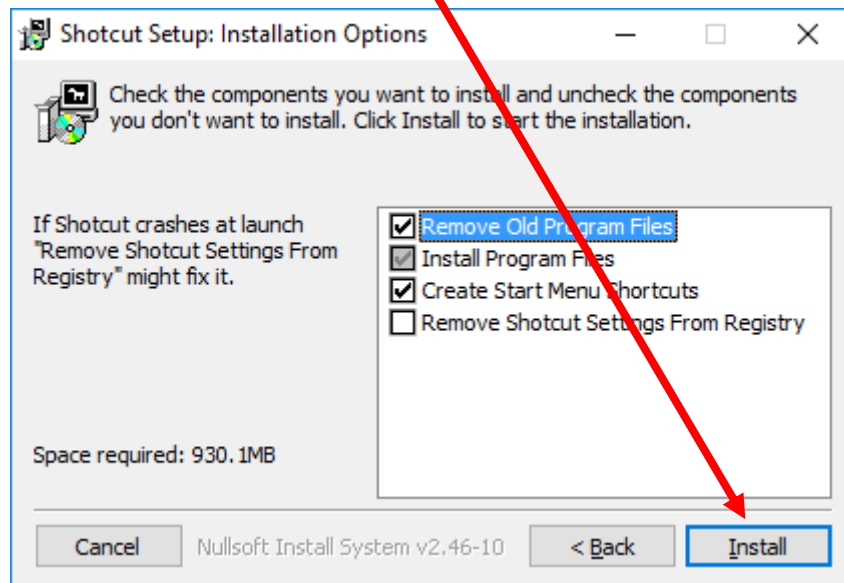 Shotcut Setup: Installation Options
Check the components you want to install and uncheck the components
you don't want to install. Click Install to start the installation.
If Shotcut crashes at launch
"Remove Shotcut Settings From
Registry" might fix it.
Remove Old Program Files
Install Program Files
Create Start Menu Shortcuts
Remove Shotcut Settings From Registry
Space required: 930.1MB
Cancel
Nullsoft Install System v2.46-10
< Back
Install